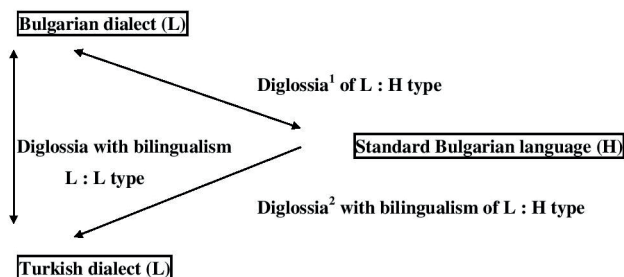 Bulgarian dialect (L)
Diglossia¹ of L : H type
Diglossia with bilingualism
L : L type
Standard Bulgarian language (H)
Diglossia² with bilingualism of L : H type
Turkish dialect (L)